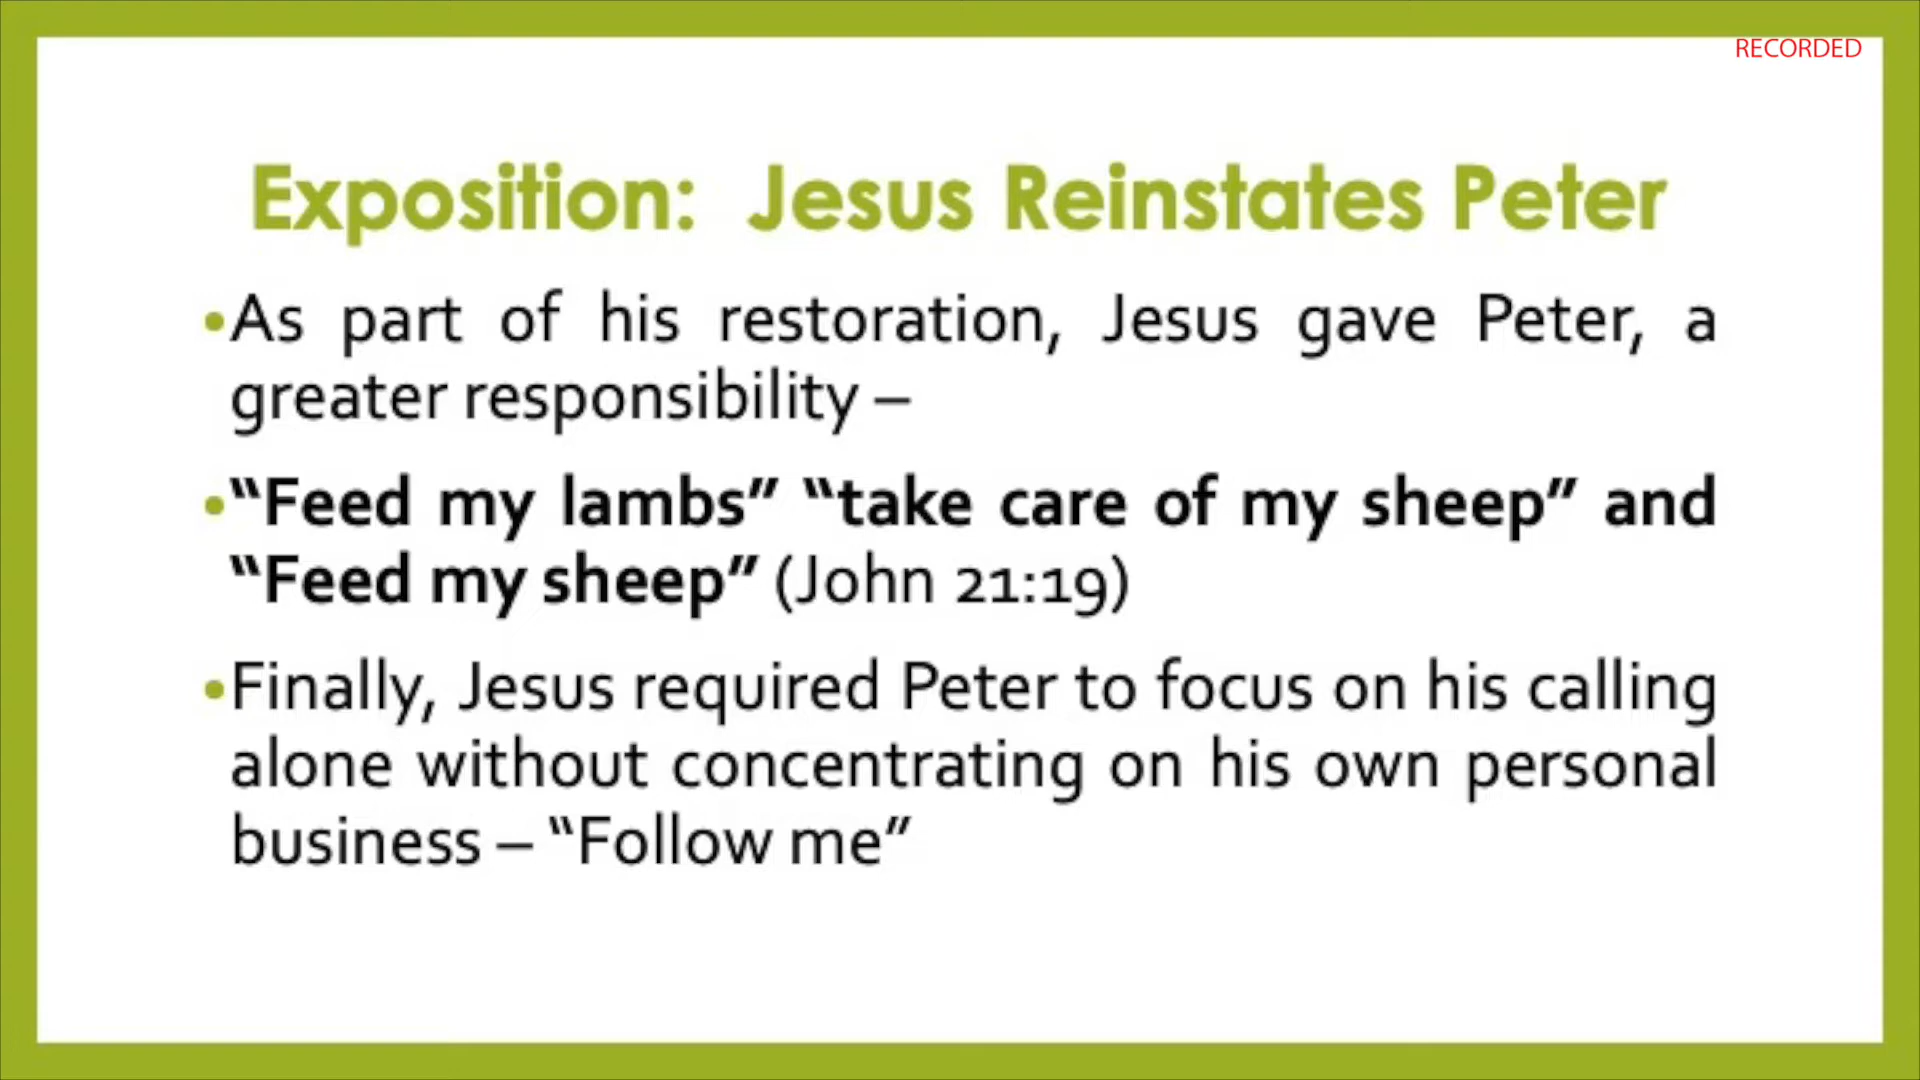 RECORDED
Exposition: Jesus Reinstates Peter
•As part of his restoration, Jesus gave Peter, a
greater responsibility –
•“Feed my lambs” “take care of my sheep” and
“Feed my sheep” (John 21:19)
•Finally, Jesus required Peter to focus on his calling
alone without concentrating on his own personal
business – “Follow me”